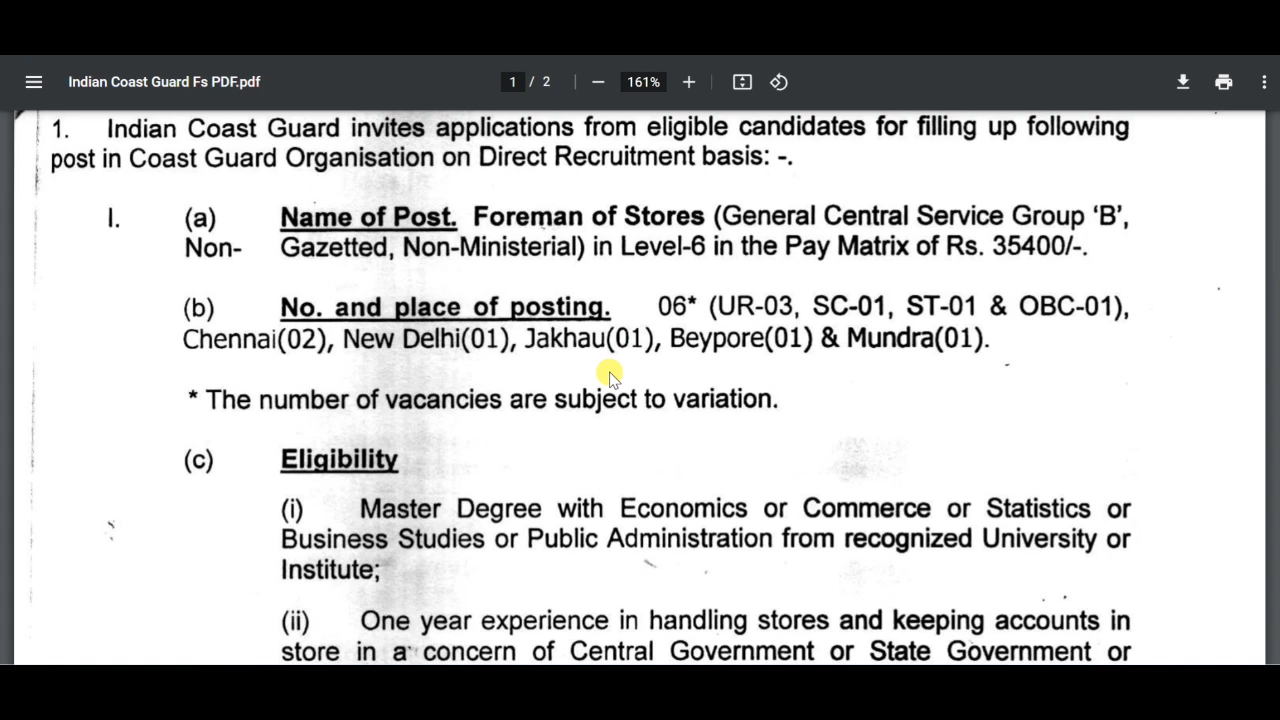 Indian Coast Guard Fs PDF.pdf
1 / 2
161%
1. Indian Coast Guard invites applications from eligible candidates for filling up following
post in Coast Guard Organisation on Direct Recruitment basis: -.
I. (a) Name of Post. Foreman of Stores (General Central Service Group ‘B’,
Non- Gazetted, Non-Ministerial) in Level-6 in the Pay Matrix of Rs. 35400/-.
(b) No. and place of posting. 06* (UR-03, SC-01, ST-01 & OBC-01),
Chennai(02), New Delhi(01), Jakhau(01), Beypore(01) & Mundra(01).
* The number of vacancies are subject to variation.
(c) Eligibility
(i) Master Degree with Economics or Commerce or Statistics or
Business Studies or Public Administration from recognized University or
Institute;
(ii) One year experience in handling stores and keeping accounts in
store in a concern of Central Government or State Government or